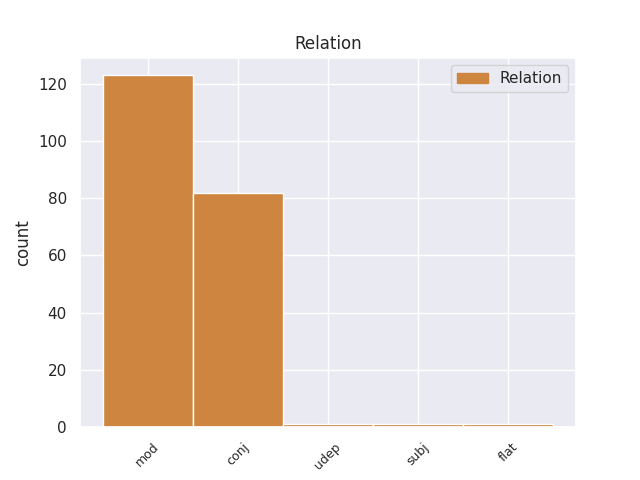 Relation
Relation
count
120
100
80
60
40
20
0
mod
conj
udep
subj
flat